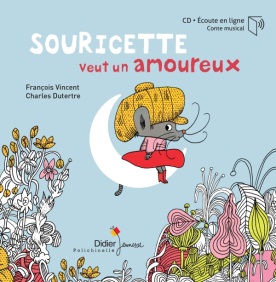 CD • Écoute en ligne
Conte musical
SOURICETTE
veut un amoureux
François Vincent
Charles Dutertre
Didier Jeunesse
Polichinelle